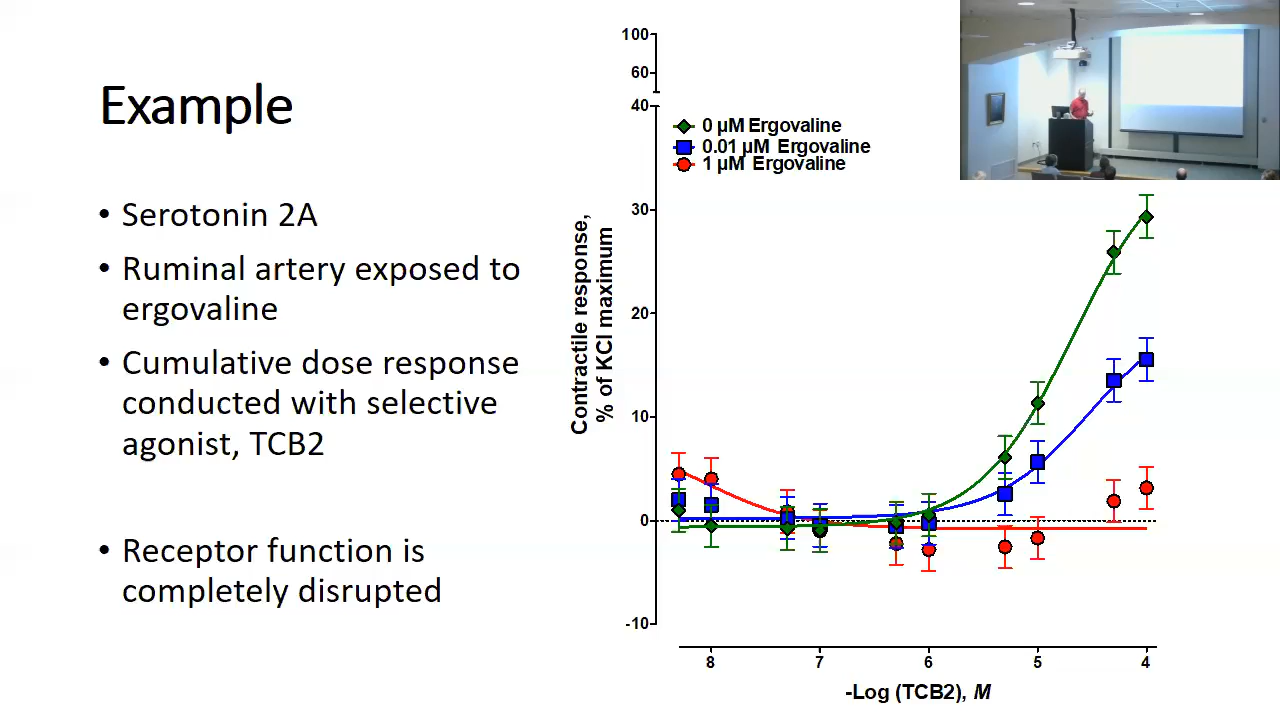 Example
• Serotonin 2A
• Ruminal artery exposed to
ergovaline
• Cumulative dose response
conducted with selective
agonist, TCB2
• Receptor function is
completely disrupted
100
60
40
30
20
10
0
-10
Contractile response,
% of KCl maximum
0 µM Ergovaline
0.01 µM Ergovaline
1 µM Ergovaline
8 7 6 5 4
-Log (TCB2), M